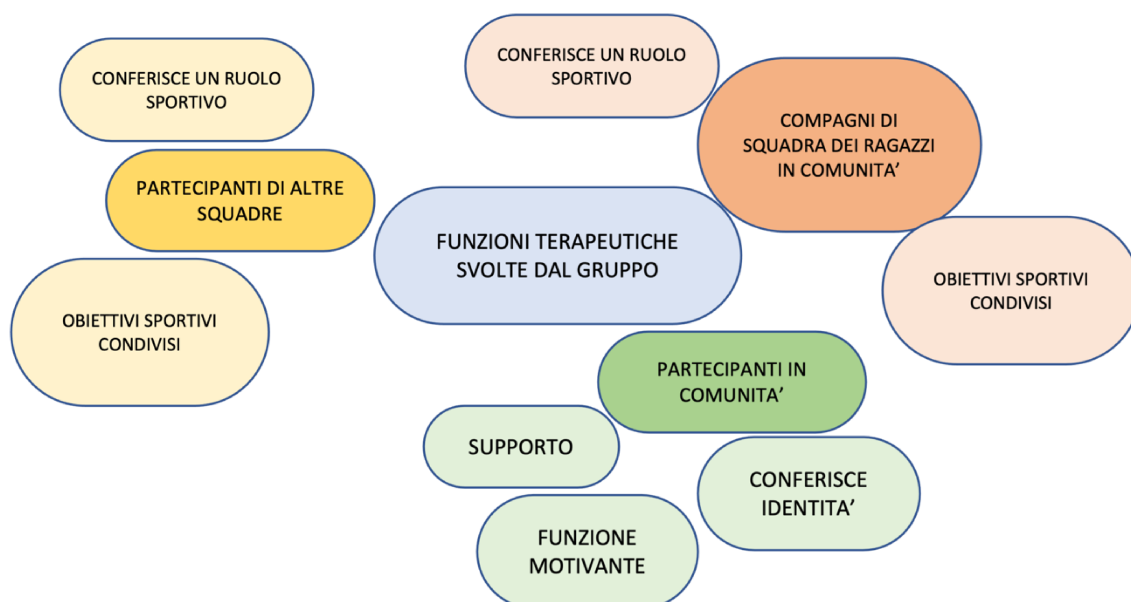 CONFERISCE UN RUOLO
SPORTIVO
PARTECIPANTI DI ALTRE
SQUADRE
OBIETTIVI SPORTIVI
CONDIVISI
CONFERISCE UN RUOLO
SPORTIVO
COMPAGNI DI
SQUADRA DEI RAGAZZI
IN COMUNITA’
OBIETTIVI SPORTIVI
CONDIVISI
FUNZIONI TERAPEUTICHE
SVOLTE DAL GRUPPO
PARTECIPANTI IN
COMUNITA’
SUPPORTO
CONFERISCE
IDENTITA’
FUNZIONE
MOTIVANTE